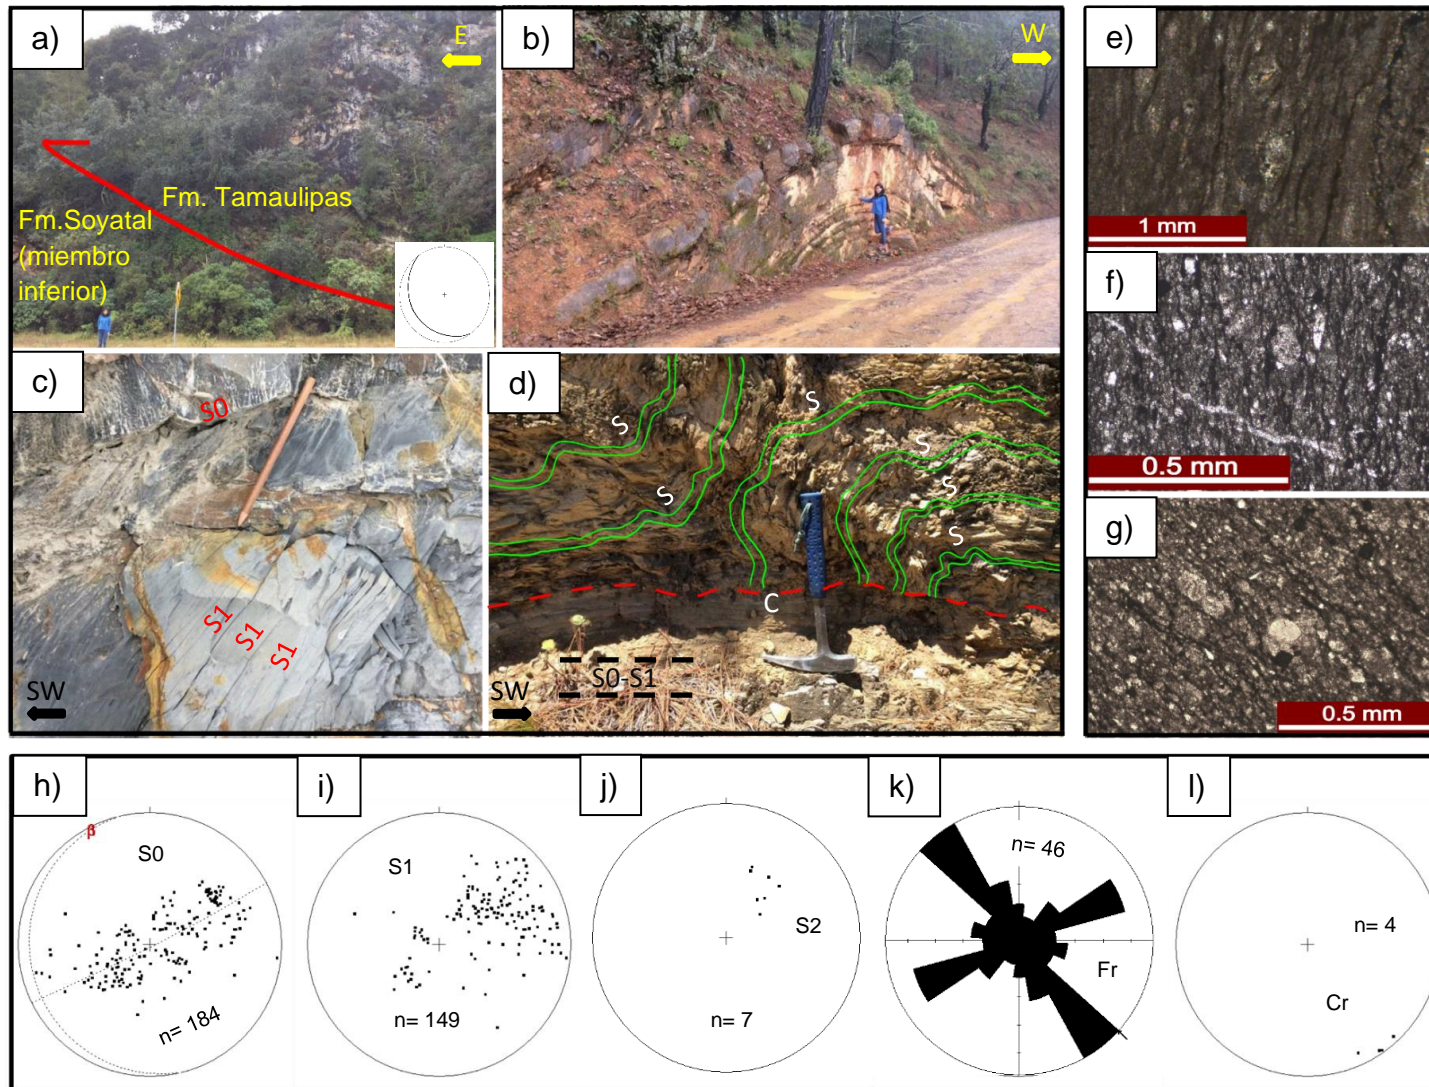 a)
E
Fm. Tamaulipas
Fm.Soyatal
(miembro
inferior)
b)
W
c)
S0
S1
S1
S1
SW
d)
S
S
S
S
S
C
S0-S1
SW
e)
1 mm
f)
0.5 mm
g)
0.5 mm
h)
β
S0
n= 184
i)
S1
n= 149
j)
S2
n= 7
k)
n= 46
Fr
l)
n= 4
Cr